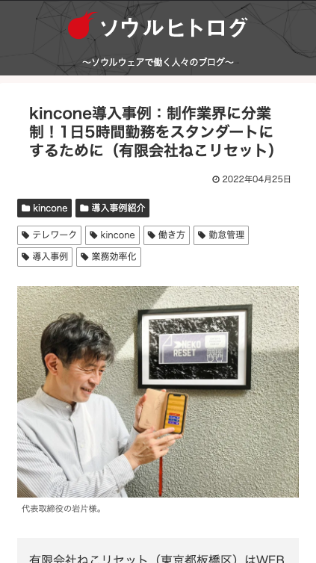 ソウルヒトログ
〜ソウルウェアで働く人々のブログ〜
kincone導入事例：制作業界に分業
制！1日5時間勤務をスタンダートに
するために（有限会社ねこリセット）
2022年04月25日
kincone 導入事例紹介
テレワーク kincone 働き方 勤怠管理
導入事例 業務効率化
NEKO
RESET
代表取締役の岩片様。
有限会社ねこリセット（東京都板橋区）はWEB